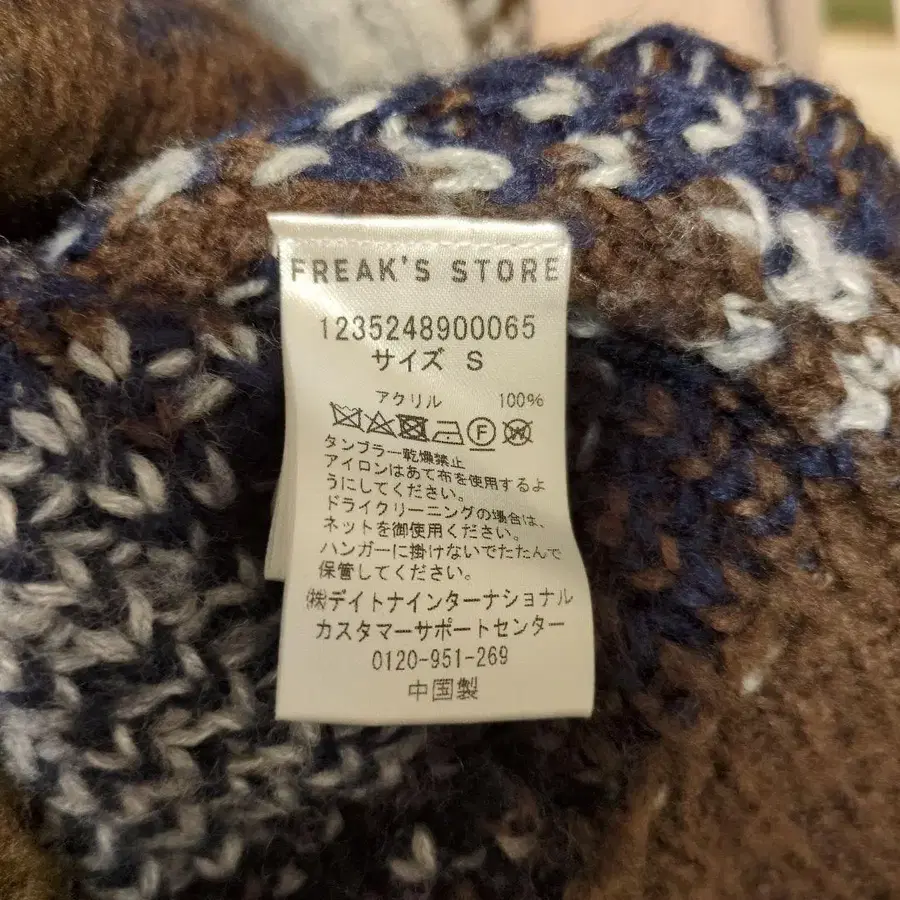 FREAK'S STORE
1235248900065
サイズ S
アクリル 100%
F W
タンブラー乾燥禁止
アイロンはあて布を使用するよ
うにしてください。
ドライクリーニングの場合は、
ネットを御使用ください。
ハンガーに掛けないでたたんで
保管してください。
㈱デイトナインターナショナル
カスタマーサポートセンター
0120-951-269
中国製